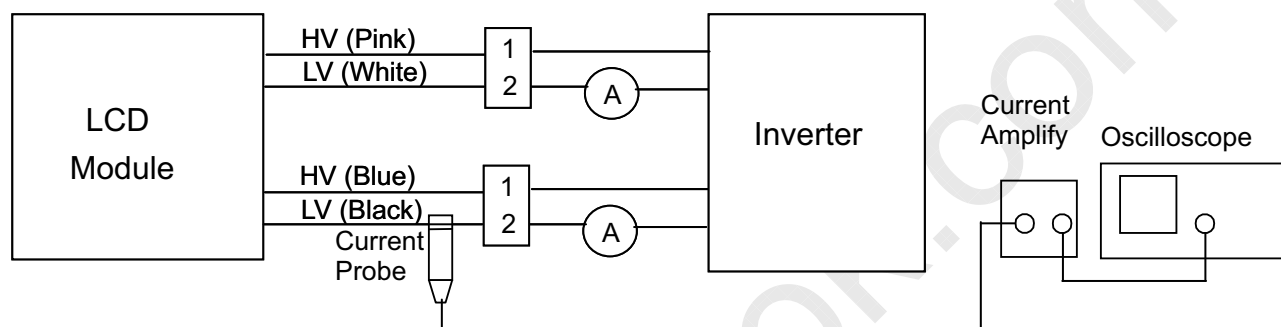 HV (Pink)
LV (White)
1
2
A
LCD
Module
Inverter
HV (Blue)
LV (Black)
1
2
A
Current
Probe
Current
Amplify
Oscilloscope